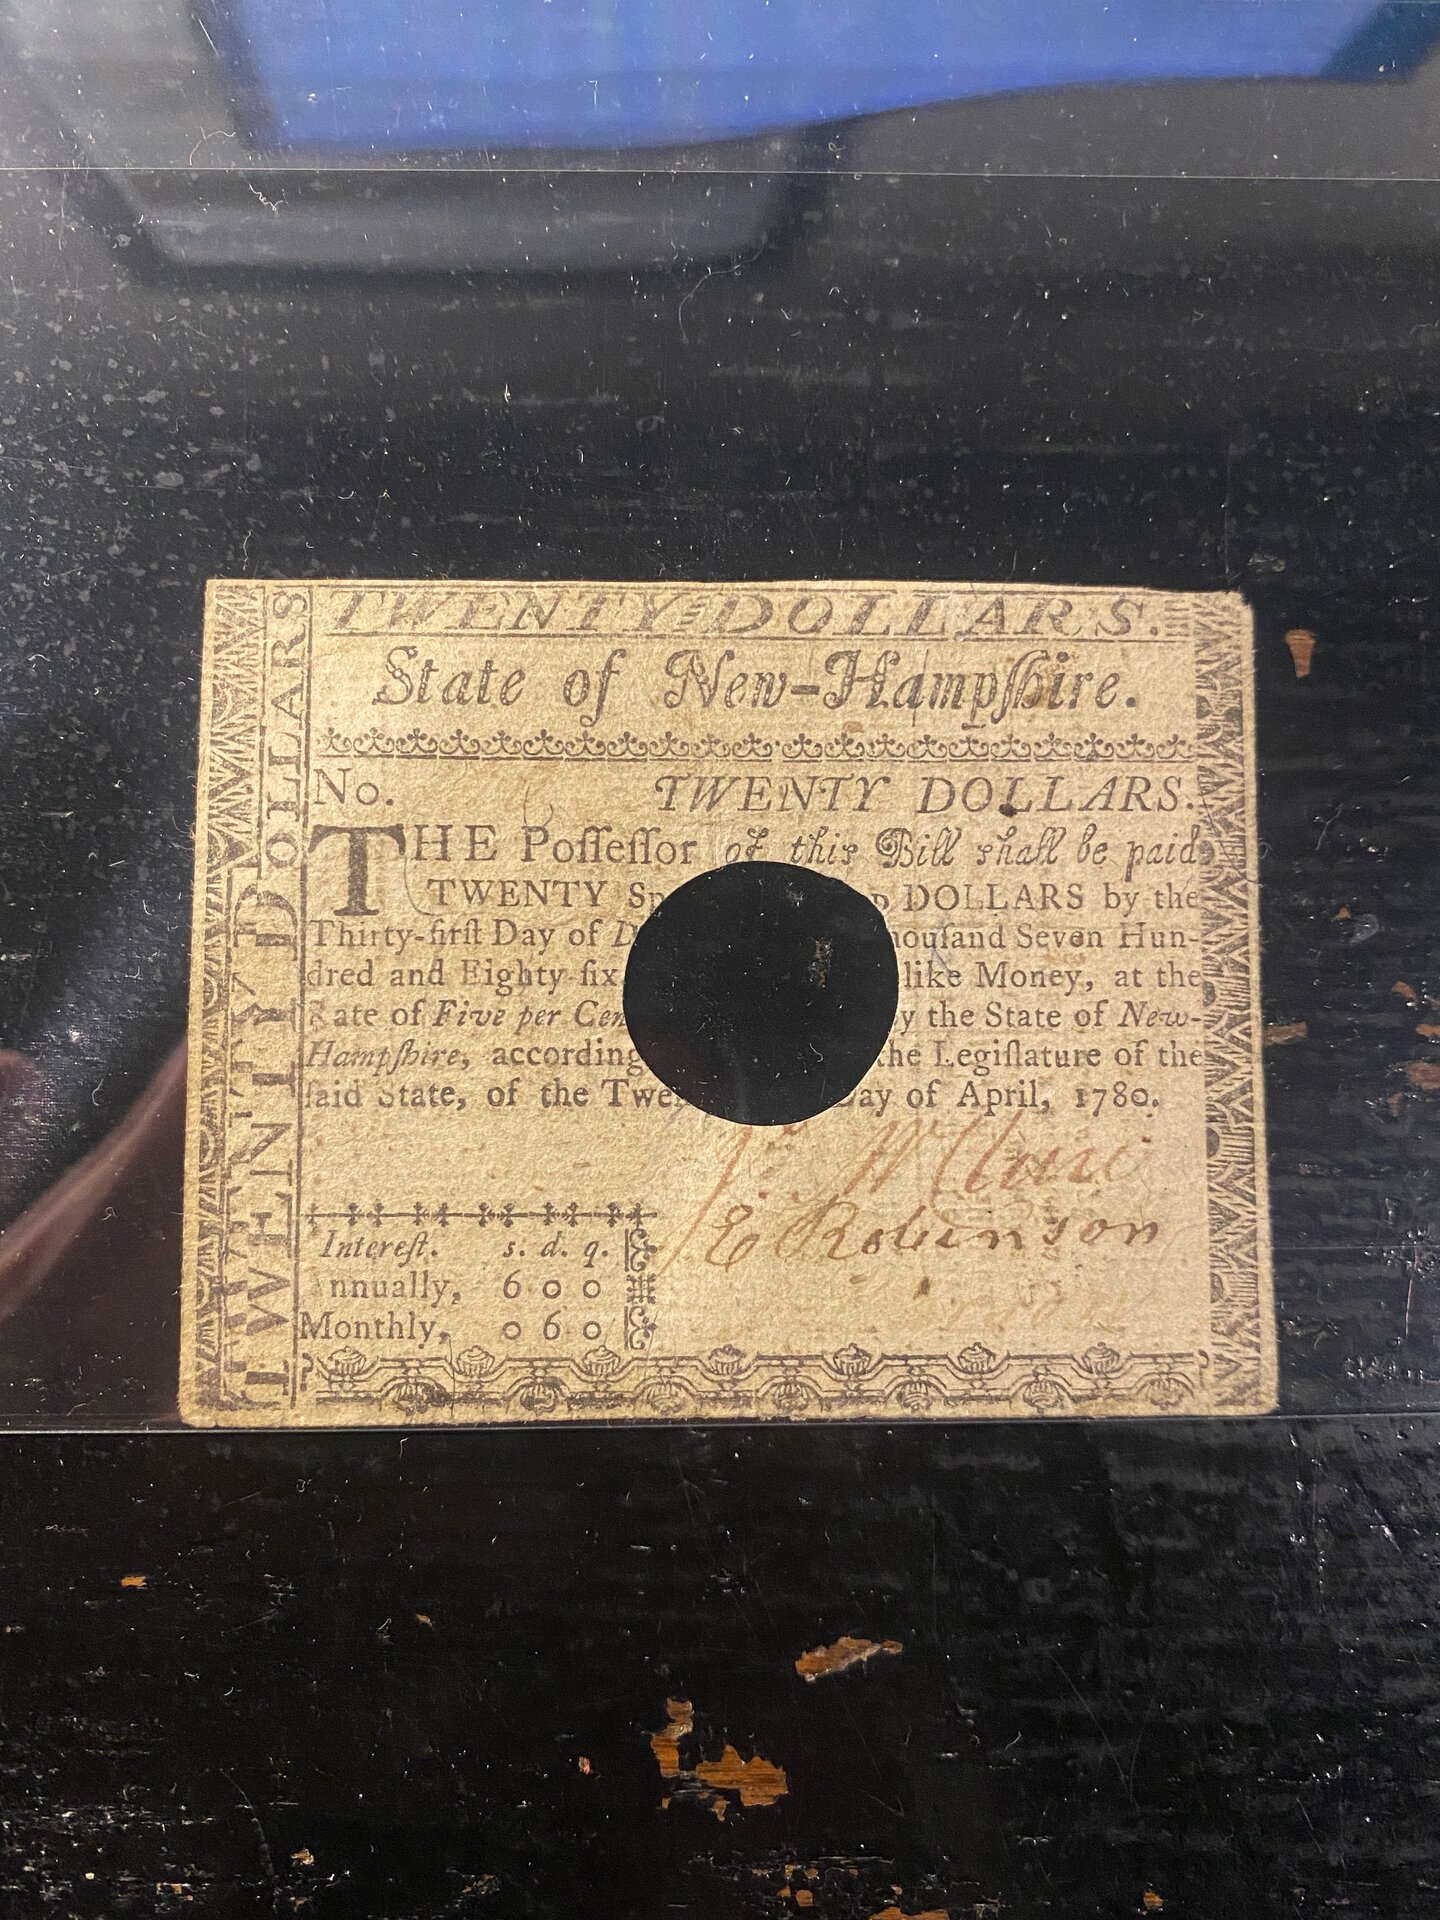 TWENTY DOLLARS.
State of New-Hampſhire.
No. TWENTY DOLLARS.
THE Poſſeſſor of this Bill shall be paid
TWENTY DOLLARS by the
Thirty-firſt Day of Seven Hun-
dred and Eighty-ſix like Money, at the
Rate of Five per the State of New-
Hampſhire, the Legiſlature of the
ſaid State, of the Day of April, 1780.
McClure
E Robinson
Intereſt. s. d. q.
Annually, 6 0 0
Monthly, 0 6 0
TWENTY DOLLARS